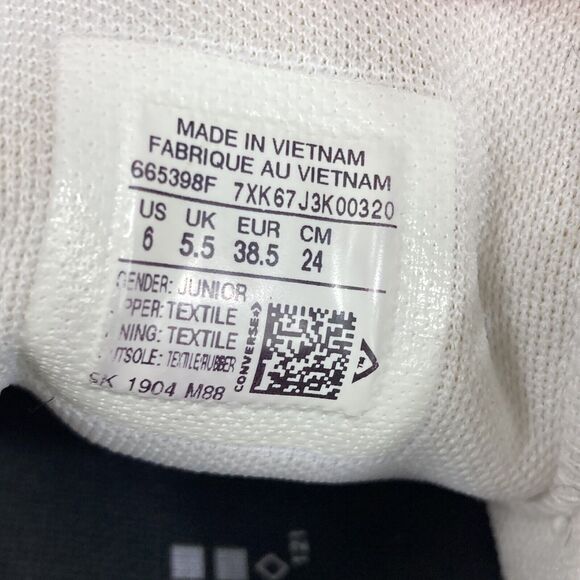 MADE IN VIETNAM
FABRIQUE AU VIETNAM
665398F 7XK67J3K00320
US UK EUR CM
6 5.5 38.5 24
GENDER: JUNIOR
PPER: TEXTILE
NING: TEXTILE
UTSOLE: TEXTILE/RUBBER
SK 1904 M88
CONVERSE
TM